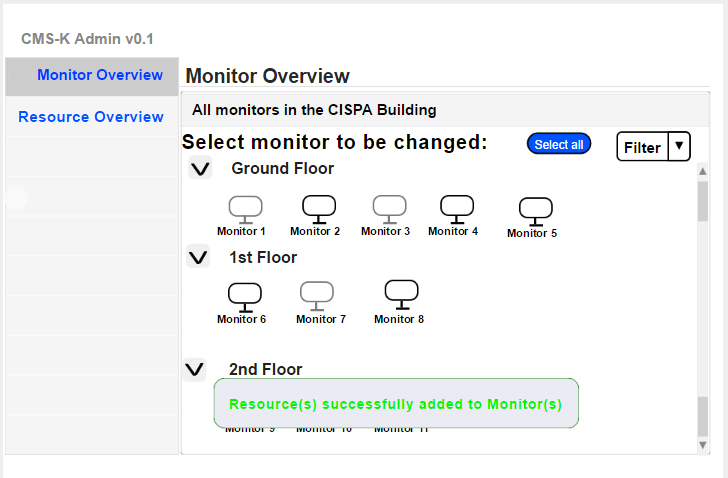 CMS-K Admin v0.1
Monitor Overview
Resource Overview
Monitor Overview
All monitors in the CISPA Building
Select monitor to be changed:
Select all
Filter
Ground Floor
Monitor 1 Monitor 2 Monitor 3 Monitor 4 Monitor 5
1st Floor
Monitor 6 Monitor 7 Monitor 8
2nd Floor
Resource(s) successfully added to Monitor(s)
Monitor 9 Monitor 10 Monitor 11